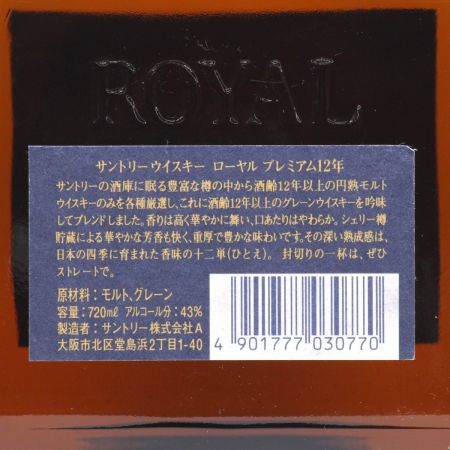 ROYAL
サントリーウイスキー ローヤル プレミアム12年
サントリーの酒庫に眠る豊富な樽の中から酒齢12年以上の円熟モルト
ウイスキーのみを各種厳選し、これに酒齢12年以上のグレーンウイスキーを吟味
してブレンドしました。香りは高く華やかに舞い、口あたりはやわらか。シェリー樽
貯蔵による華やかな芳香も快く、重厚で豊かな味わいです。その深い熟成感は、
日本の四季に育まれた香味の十二単(ひとえ)。 封切りの一杯は、ぜひ
ストレートで。
原材料：モルト、グレーン
容量：720mℓ アルコール分：43%
製造者：サントリー株式会社A
大阪市北区堂島浜2丁目1-40
4 901777 030770